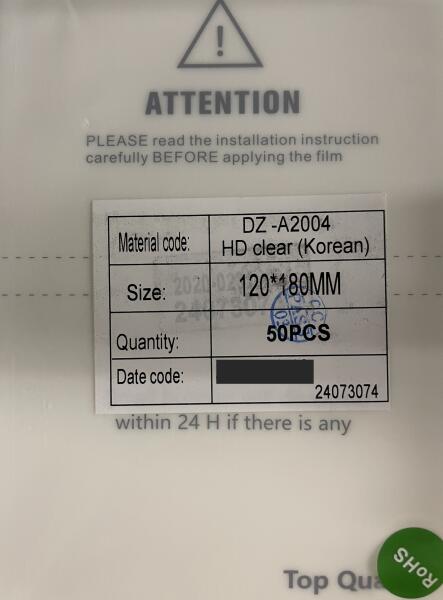 ATTENTION
PLEASE read the installation instruction
carefully BEFORE applying the film
Material code: DZ -A2004
HD clear (Korean)
Size: 120*180MM
Quantity: 50PCS
Date code:
24073074
within 24 H if there is any
Top
RoHS